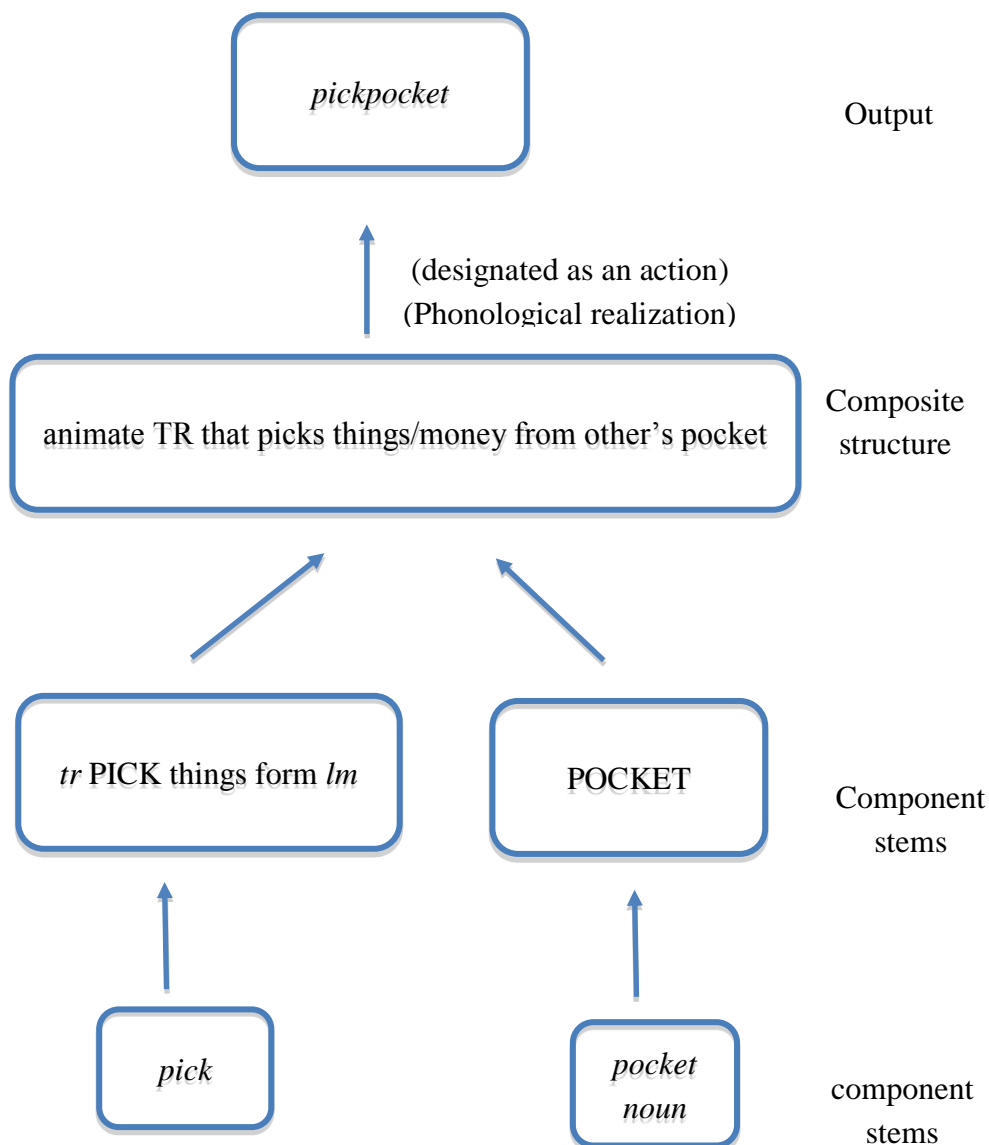 pickpocket
Output
(designated as an action)
(Phonological realization)
Composite
structure
animate TR that picks things/money from other’s pocket
tr PICK things form lm
POCKET
Component
stems
pick
pocket
noun
component
stems